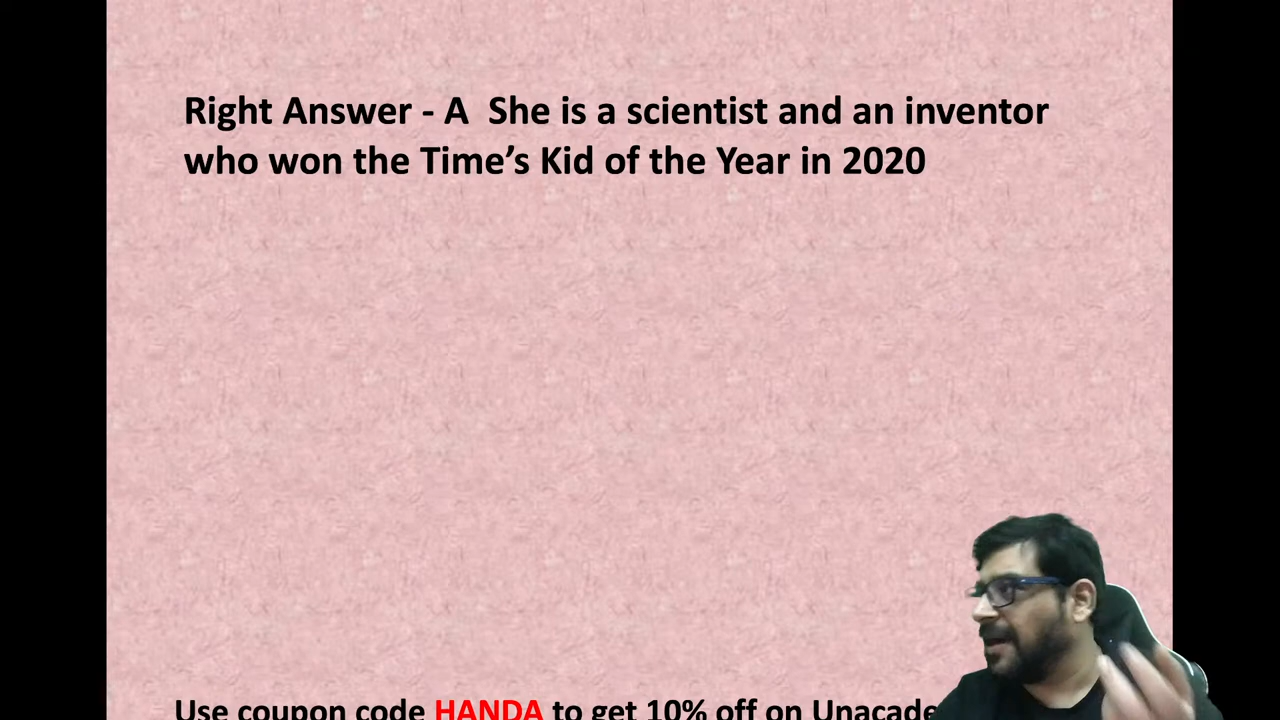 Right Answer - A She is a scientist and an inventor
who won the Time’s Kid of the Year in 2020
Use coupon code HANDA to get 10% off on